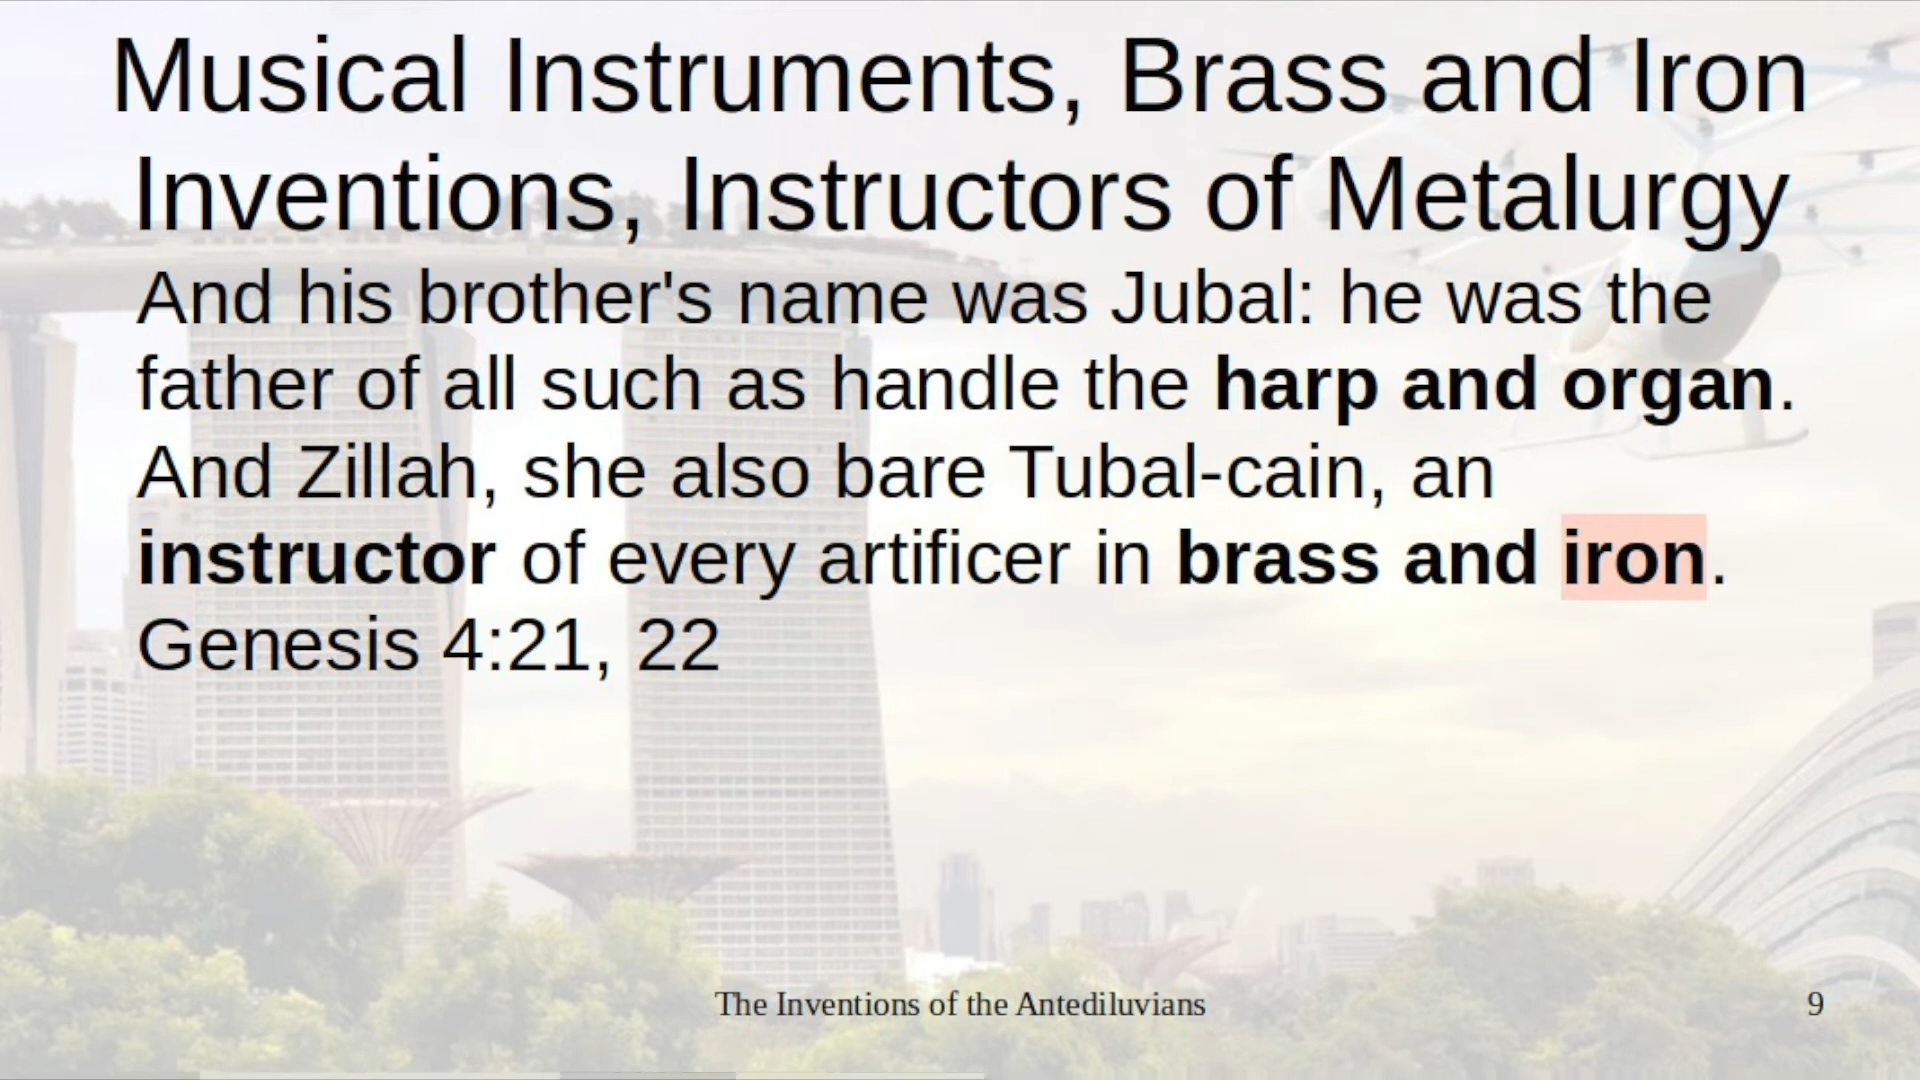 Musical Instruments, Brass and Iron
Inventions, Instructors of Metalurgy
And his brother's name was Jubal: he was the
father of all such as handle the harp and organ.
And Zillah, she also bare Tubal-cain, an
instructor of every artificer in brass and iron.
Genesis 4:21, 22
The Inventions of the Antediluvians
9